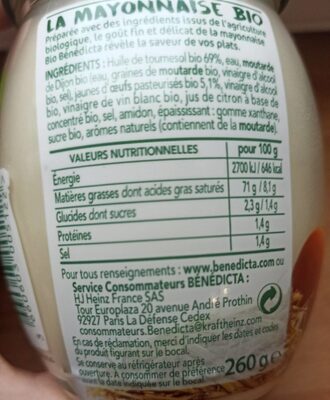 LA MAYONNAISE BIO
Préparée avec des ingrédients issus de l'agriculture
biologique, le goût fin et délicat de la mayonnaise
Bio Bénédicta révèle la saveur de vos plats.
INGRÉDIENTS : Huile de tournesol bio 69%, eau, moutarde
de Dijon bio (eau, graines de moutarde bio, vinaigre d'alcool
bio, sel), jaunes d'œufs pasteurisés bio 5,1%, vinaigre d'alcool
bio, vinaigre de vin blanc bio, jus de citron à base de
concentré bio, sel, amidon, épaississant : gomme xanthane,
sucre bio, arômes naturels (contiennent de la moutarde).
VALEURS NUTRITIONNELLES pour 100 g
Énergie 2700 kJ / 646 kcal
Matières grasses dont acides gras saturés 71 g / 8,1 g
Glucides dont sucres 2,3 g / 1,4 g
Protéines 1,4 g
Sel 1,4 g
Pour tous renseignements : www.benedicta.com ou
Service Consommateurs BÉNÉDICTA :
HJ Heinz France SAS
Tour Europlaza 20 avenue André Prothin
92927 Paris La Défense Cedex
consommateurs.Benedicta@kraftheinz.com
En cas de réclamation, merci d'indiquer les dates et codes
du produit figurant sur le bocal.
Se conserve au réfrigérateur après
ouverture. À consommer de préférence
avant la date indiquée sur le bocal.
260 g e